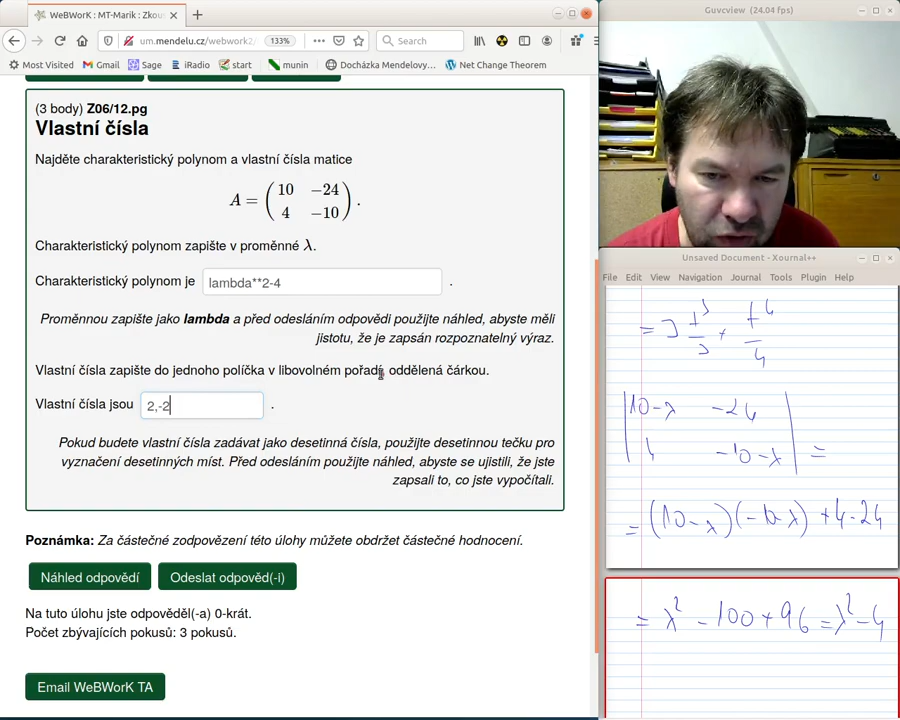 WeBWorK : MT-Marik : Zkou
Guvcview (24.04 fps)
um.mendelu.cz/webwork2/
133%
Search
Most Visited
Gmail
Sage
iRadio
start
munin
Docházka Mendelovy...
Net Change Theorem
(3 body) Z06/12.pg
Vlastní čísla
Najděte charakteristický polynom a vlastní čísla matice
A = ( 10 −24
4 −10 ) .
Charakteristický polynom zapište v proměnné λ.
Charakteristický polynom je lambda**2-4 .
Proměnnou zapište jako lambda a před odesláním odpovědi použijte náhled, abyste měli
jistotu, že je zapsán rozpoznatelný výraz.
Vlastní čísla zapište do jednoho políčka v libovolném pořadí, oddělená čárkou.
Vlastní čísla jsou 2,-2 .
Pokud budete vlastní čísla zadávat jako desetinná čísla, použijte desetinnou tečku pro
vyznačení desetinných míst. Před odesláním použijte náhled, abyste se ujistili, že jste
zapsali to, co jste vypočítali.
Poznámka: Za částečné zodpovězení této úlohy můžete obdržet částečné hodnocení.
Náhled odpovědí
Odeslat odpověd(-i)
Na tuto úlohu jste odpověděl(-a) 0-krát.
Počet zbývajících pokusů: 3 pokusů.
Email WeBWorK TA
Unsaved Document - Xournal++
File Edit View Navigation Journal Tools Plugin Help
= 3 t³/3 + t⁴/4
| 10-λ -24
4 -10-λ | =
= (10-λ)(-10-λ) + 4·24
= λ² - 100 + 96 = λ² - 4